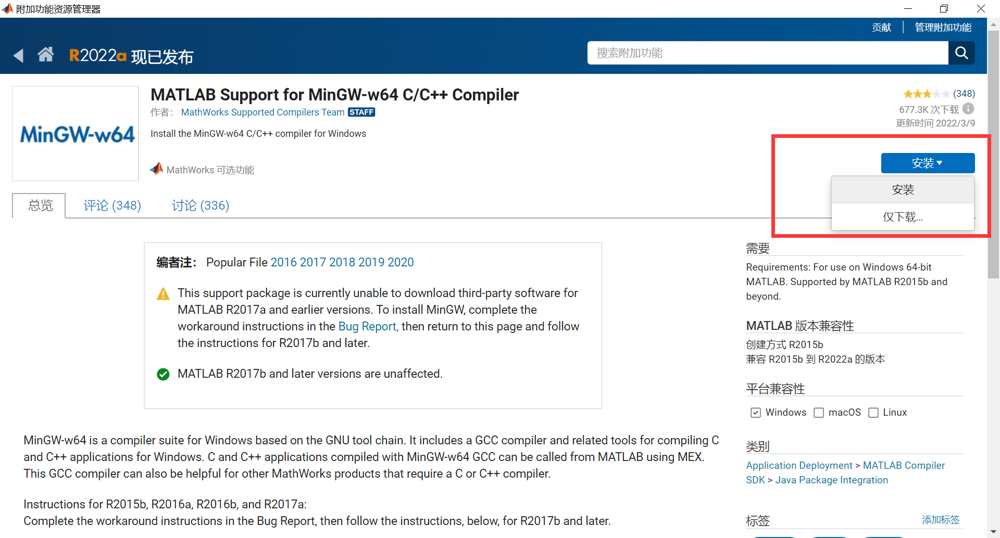 附加功能资源管理器
贡献 管理附加功能
R2022a 现已发布
搜索附加功能
MinGW-w64
MATLAB Support for MinGW-w64 C/C++ Compiler
作者： MathWorks Supported Compilers Team STAFF
Install the MinGW-w64 C/C++ compiler for Windows
MathWorks 可选功能
(348)
677.3K 次下载
更新时间 2022/3/9
安装
安装
仅下载...
总览 评论 (348) 讨论 (336)
编者注： Popular File 2016 2017 2018 2019 2020
This support package is currently unable to download third-party software for
MATLAB R2017a and earlier versions. To install MinGW, complete the
workaround instructions in the Bug Report, then return to this page and follow
the instructions for R2017b and later.
MATLAB R2017b and later versions are unaffected.
MinGW-w64 is a compiler suite for Windows based on the GNU tool chain. It includes a GCC compiler and related tools for compiling C
and C++ applications for Windows. C and C++ applications compiled with MinGW-w64 GCC can be called from MATLAB using MEX.
This GCC compiler can also be helpful for other MathWorks products that require a C or C++ compiler.
Instructions for R2015b, R2016a, R2016b, and R2017a:
Complete the workaround instructions in the Bug Report, then follow the instructions, below, for R2017b and later.
需要
Requirements: For use on Windows 64-bit
MATLAB. Supported by MATLAB R2015b and
beyond.
MATLAB 版本兼容性
创建方式 R2015b
兼容 R2015b 到 R2022a 的版本
平台兼容性
Windows macOS Linux
类别
Application Deployment > MATLAB Compiler
SDK > Java Package Integration
标签 添加标签